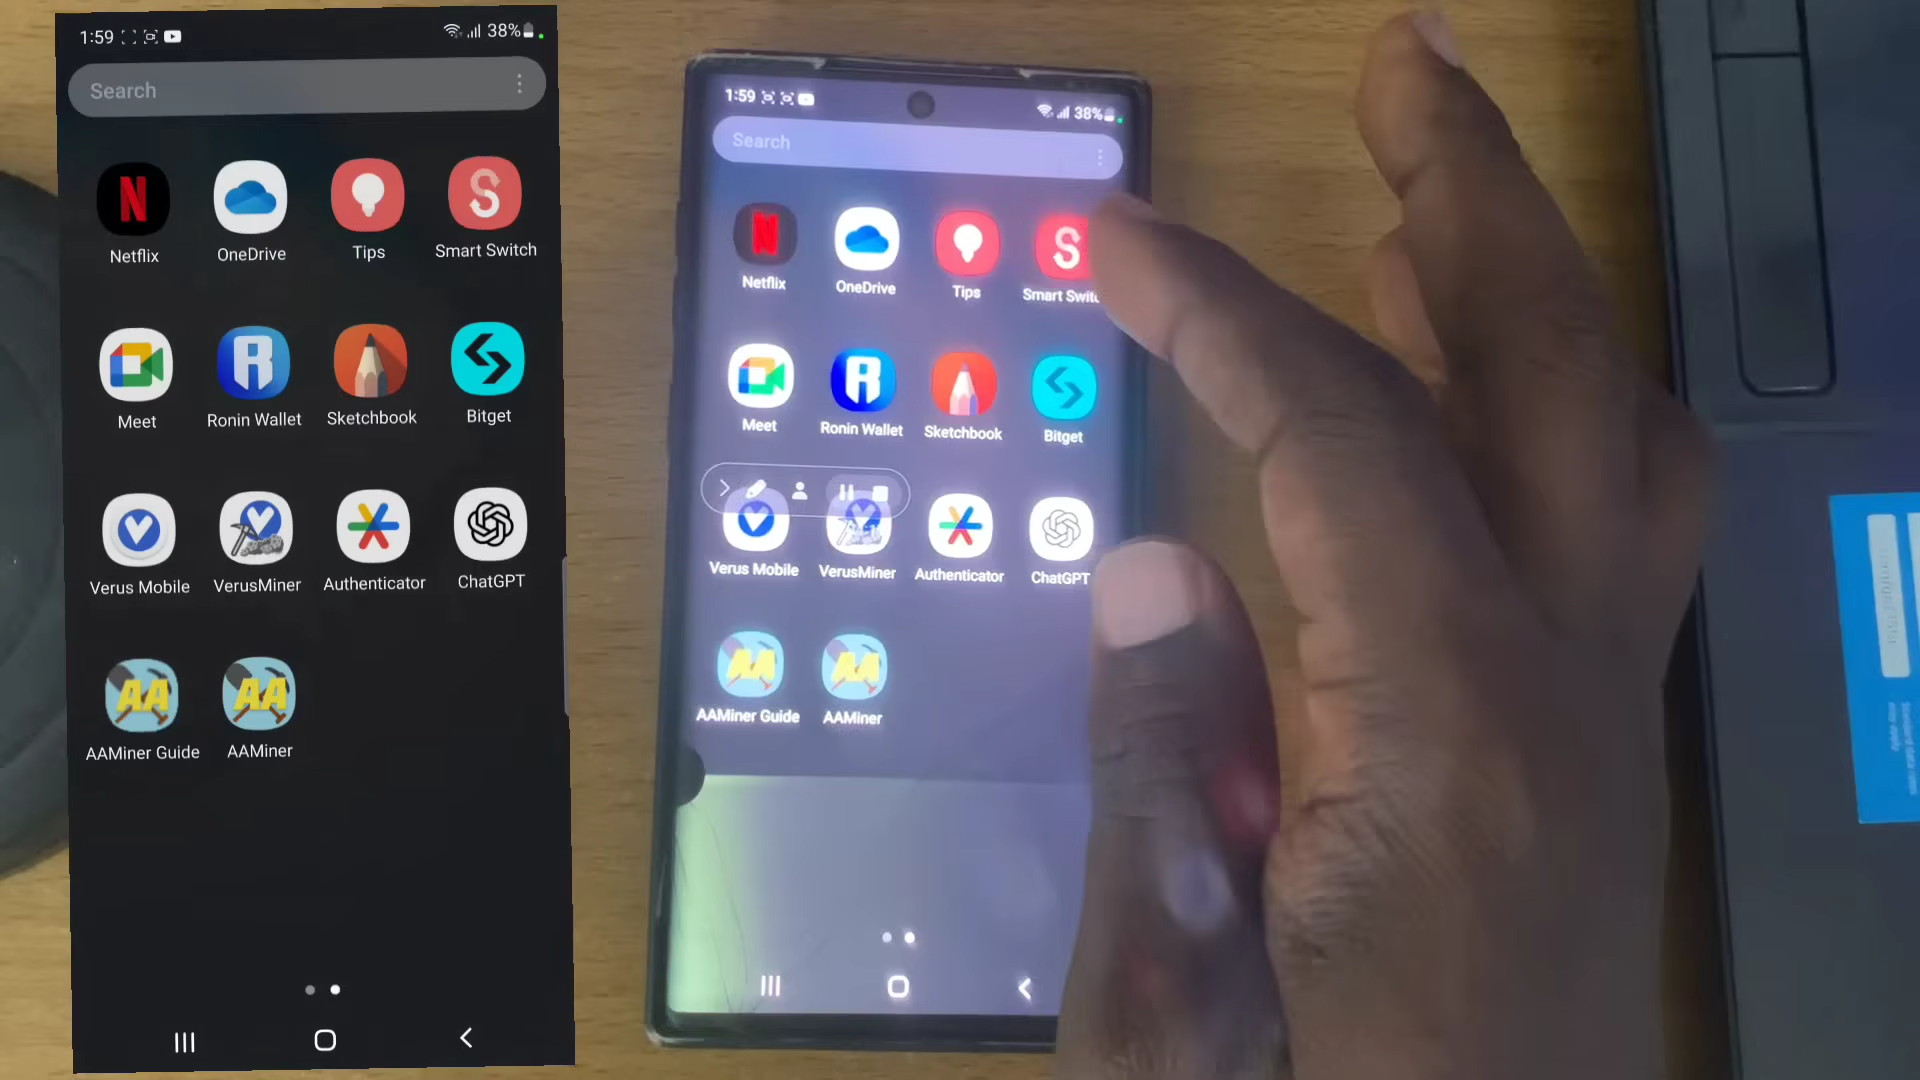 1:59
38%
Search
Netflix
OneDrive
Tips
Smart Switch
Meet
Ronin Wallet
Sketchbook
Bitget
Verus Mobile
VerusMiner
Authenticator
ChatGPT
AAMiner Guide
AAMiner
1:59
38%
Search
Netflix
OneDrive
Tips
Smart Switc
Meet
Ronin Wallet
Sketchbook
Bitget
Verus Mobile
VerusMiner
Authenticator
ChatGPT
AAMiner Guide
AAMiner